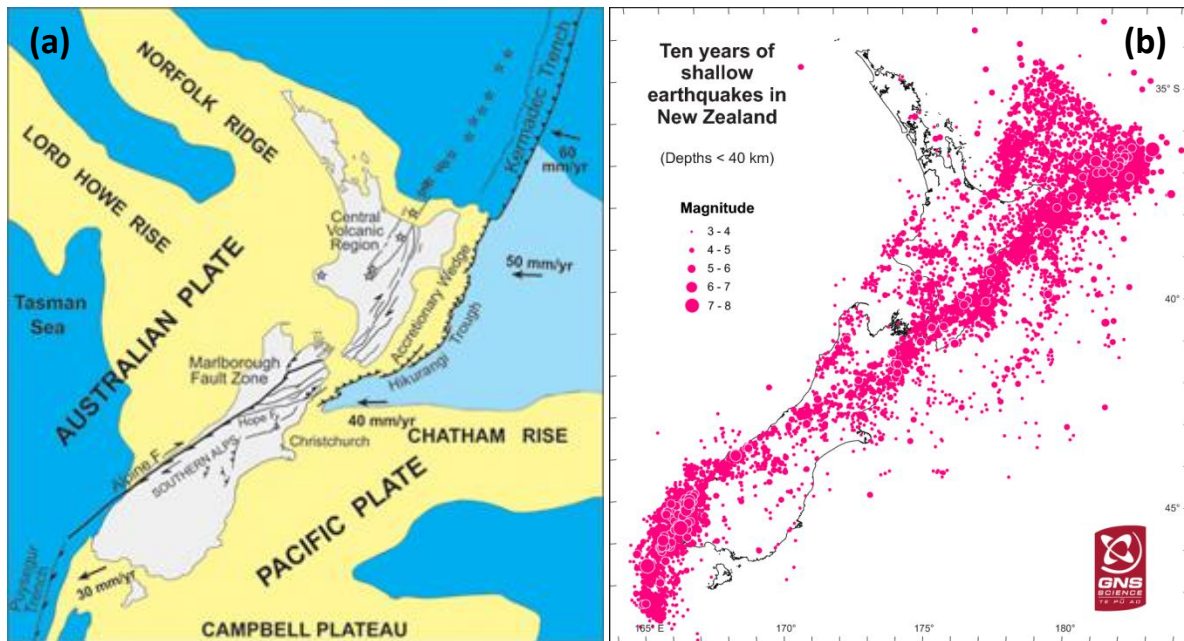 (a)
NORFOLK RIDGE
LORD HOWE RISE
Kermadec Trench
60
mm/yr
Central
Volcanic
Region
50 mm/yr
AUSTRALIAN PLATE
Tasman
Sea
Accretionary Wedge
Hikurangi Trough
Marlborough
Fault Zone
Hope F.
40 mm/yr
CHATHAM RISE
Christchurch
Alpine F.
SOUTHERN ALPS
PACIFIC PLATE
Puysegur
Trench
30 mm/yr
CAMPBELL PLATEAU
(b)
Ten years of
shallow
earthquakes in
New Zealand
(Depths < 40 km)
Magnitude
3 - 4
4 - 5
5 - 6
6 - 7
7 - 8
35° S
40°
45°
165° E
170
175
180°
GNS
SCIENCE
TE PŪ AO